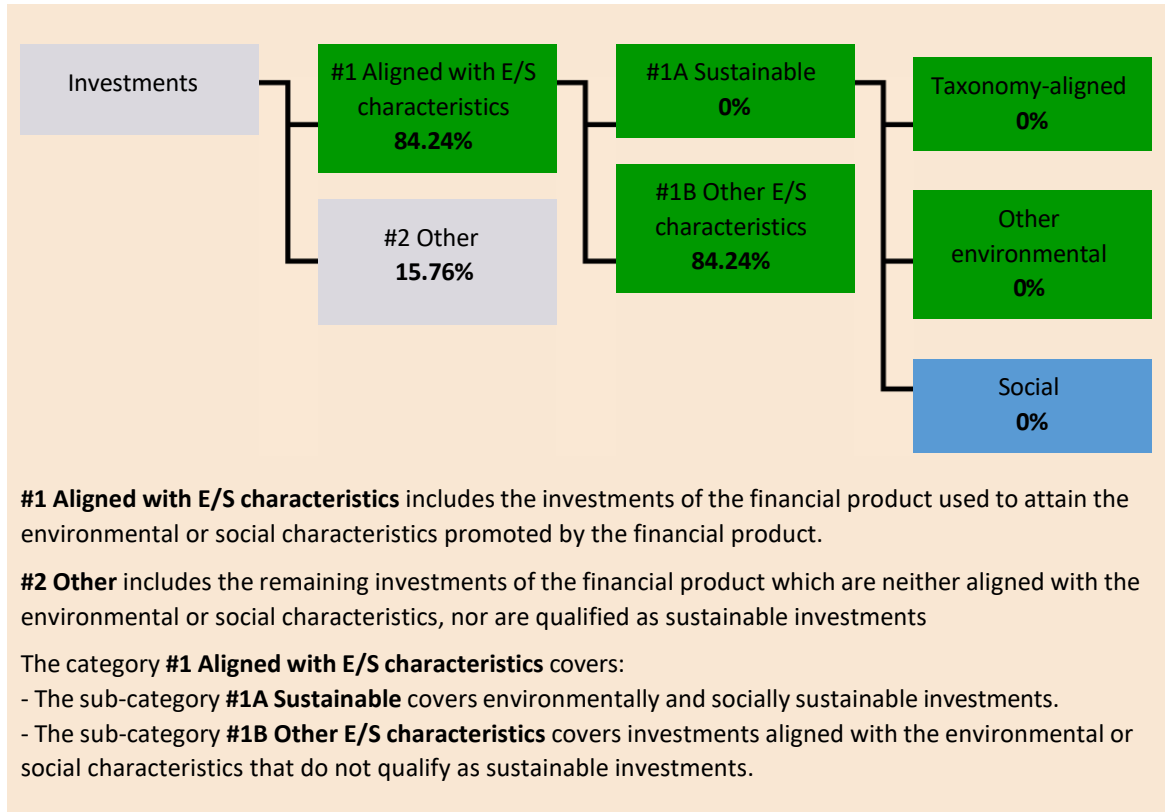 Investments
#1 Aligned with E/S
characteristics
84.24%
#2 Other
15.76%
#1A Sustainable
0%
#1B Other E/S
characteristics
84.24%
Taxonomy-aligned
0%
Other
environmental
0%
Social
0%
#1 Aligned with E/S characteristics includes the investments of the financial product used to attain the
environmental or social characteristics promoted by the financial product.
#2 Other includes the remaining investments of the financial product which are neither aligned with the
environmental or social characteristics, nor are qualified as sustainable investments
The category #1 Aligned with E/S characteristics covers:
- The sub-category #1A Sustainable covers environmentally and socially sustainable investments.
- The sub-category #1B Other E/S characteristics covers investments aligned with the environmental or
social characteristics that do not qualify as sustainable investments.